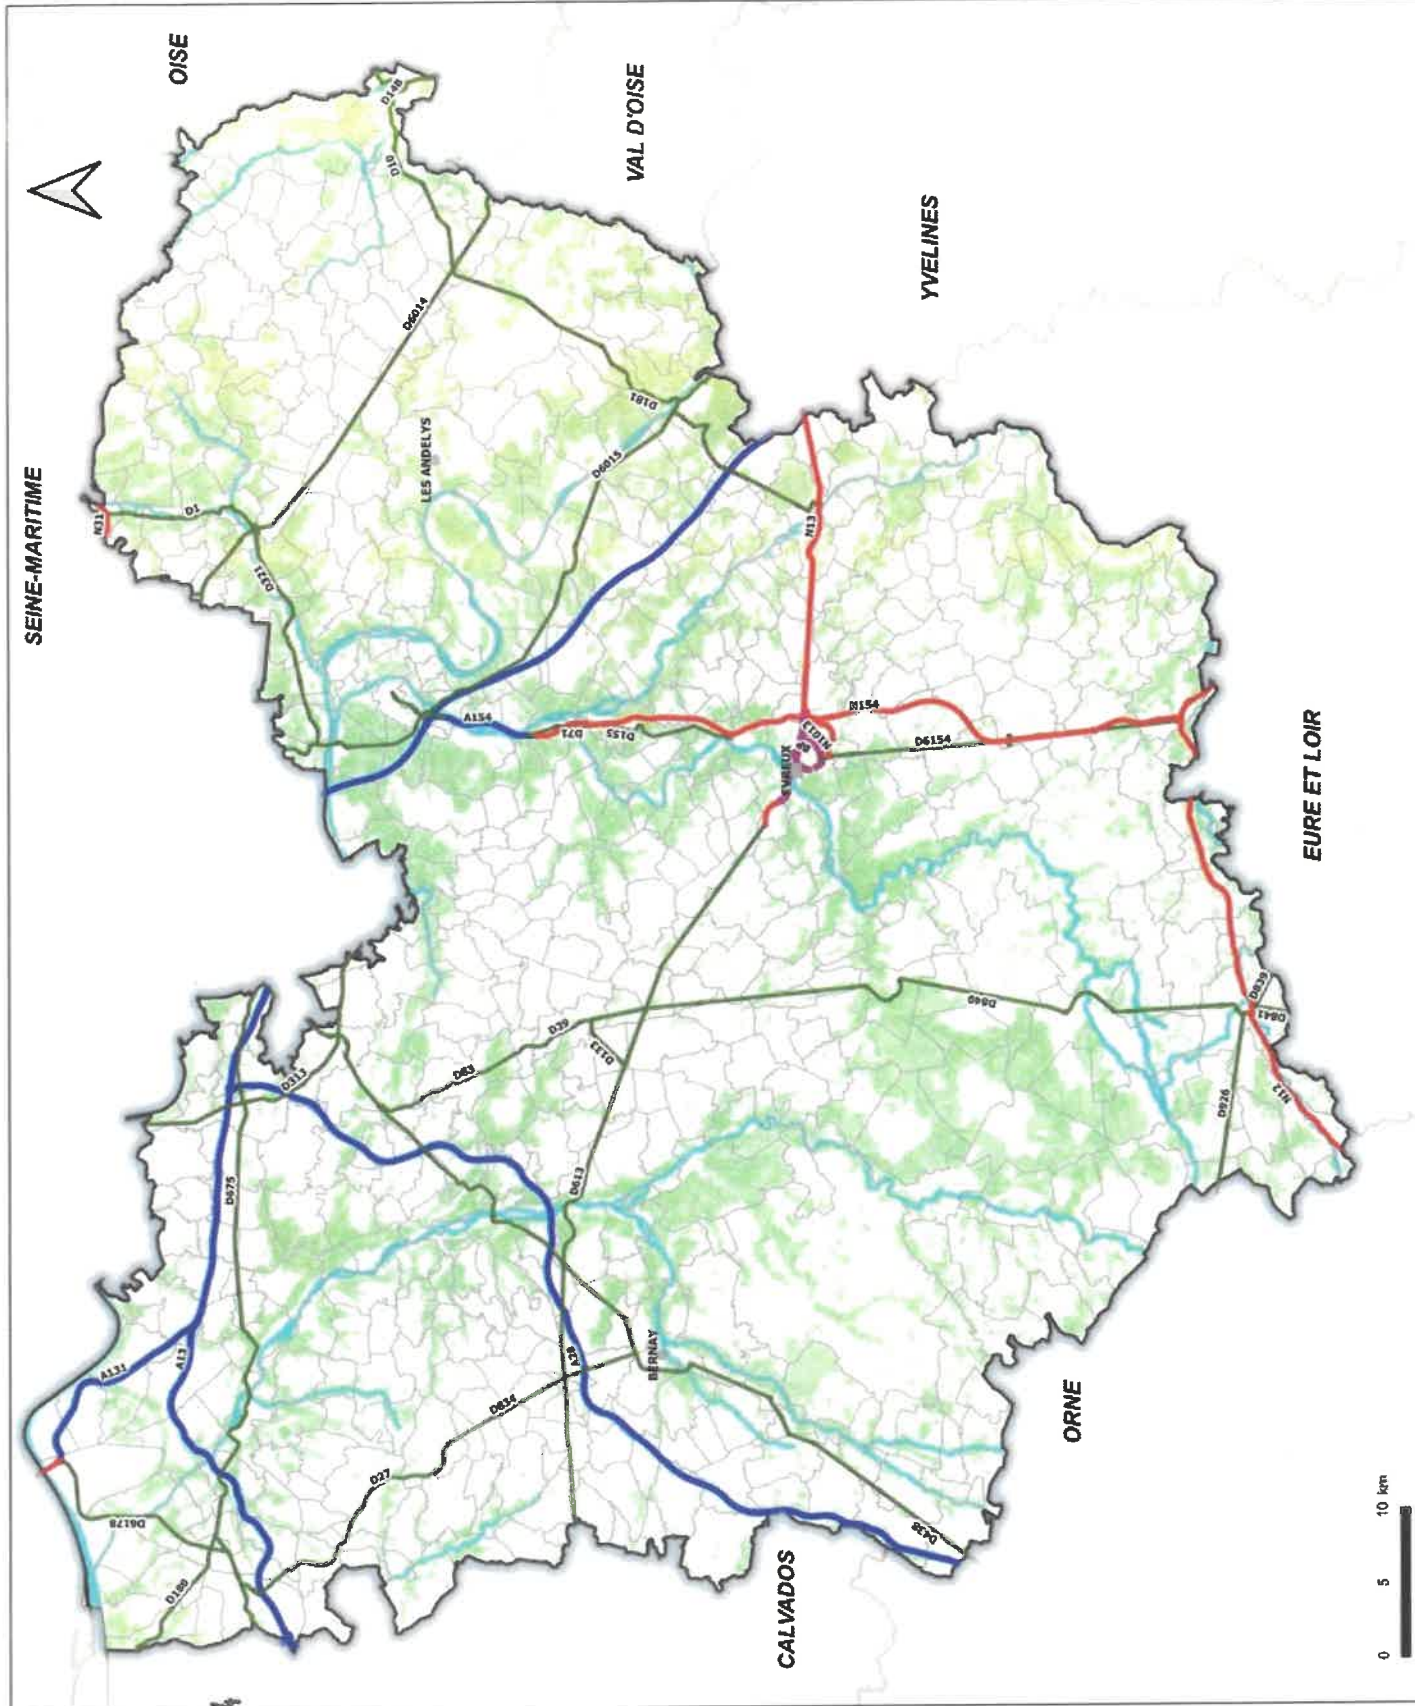 SEINE-MARITIME
OISE
VAL D'OISE
YVELINES
EURE ET LOIR
ORNE
CALVADOS
N31
D1
D321
D6014
D10
D14B
LES ANDELYS
D181
D6015
N13
A154
D71
D155
N154
N1013
EVREUX
D6154
D313
D675
A131
A13
D6178
D180
D27
D834
A28
BERNAY
D613
D83
D29
D133
D840
D839
D841
D926
N12
D438
0 5 10 km